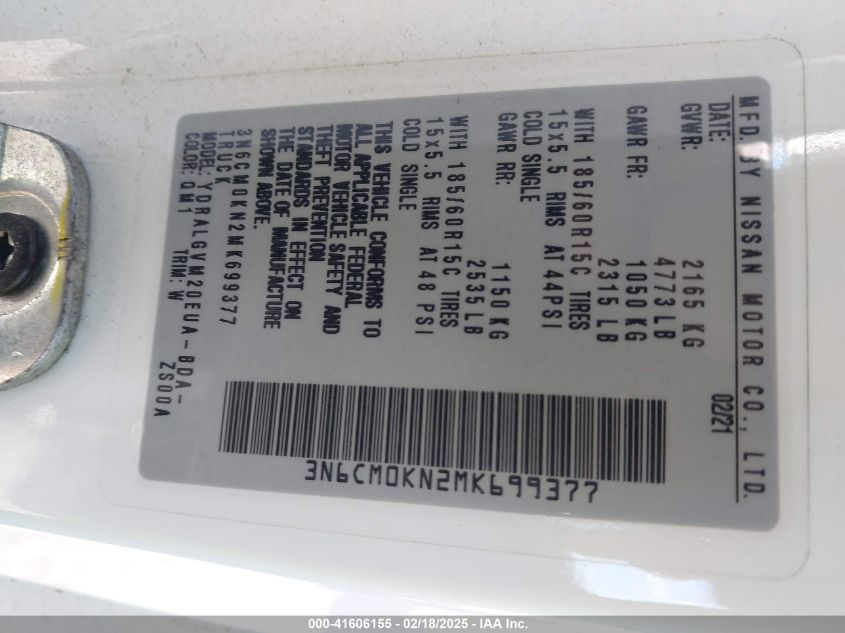 MFD. BY NISSAN MOTOR CO., LTD.
DATE: 02/21
GVWR: 2165 KG
4773 LB
GAWR FR: 1050 KG
2315 LB
WITH 185/60R15C TIRES
15x5.5 RIMS AT 44PSI
COLD SINGLE
GAWR RR: 1150 KG
2535 LB
WITH 185/60R15C TIRES
15x5.5 RIMS AT 48 PSI
COLD SINGLE
THIS VEHICLE CONFORMS TO
ALL APPLICABLE FEDERAL
MOTOR VEHICLE SAFETY AND
THEFT PREVENTION
STANDARDS IN EFFECT ON
THE DATE OF MANUFACTURE
SHOWN ABOVE.
3N6CM0KN2MK699377
TRUCK
MODEL: YDRALGVM20EUA-BDA-
ZS00A
COLOR: QM1 TRIM: W
3N6CM0KN2MK699377
000-41606155 - 02/18/2025 - IAA Inc.